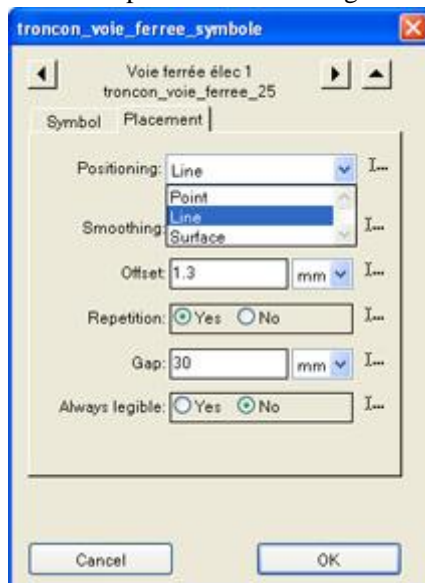 troncon_voie_ferree_symbole
Voie ferrée élec 1
troncon_voie_ferree_25
Symbol Placement
Positioning: Line
Point
Line
Surface
Smoothing
Offset: 1.3 mm
Repetition: Yes No
Gap: 30 mm
Always legible: Yes No
Cancel OK